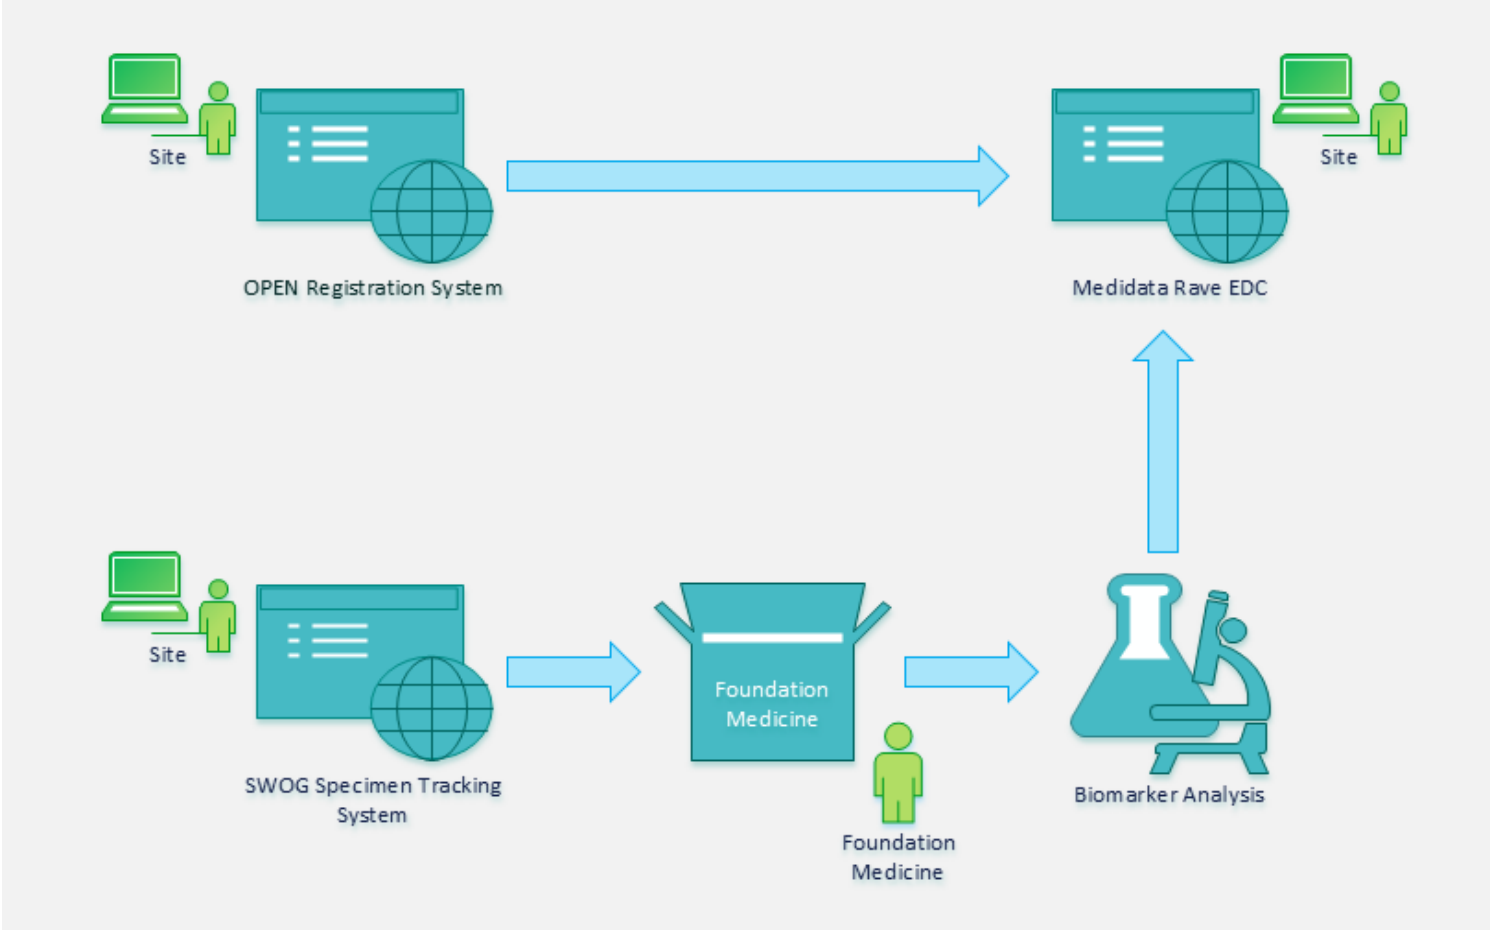 Site
Site
OPEN Registration System
Medidata Rave EDC
Site
Foundation
Medicine
SWOG Specimen Tracking
System
Biomarker Analysis
Foundation
Medicine